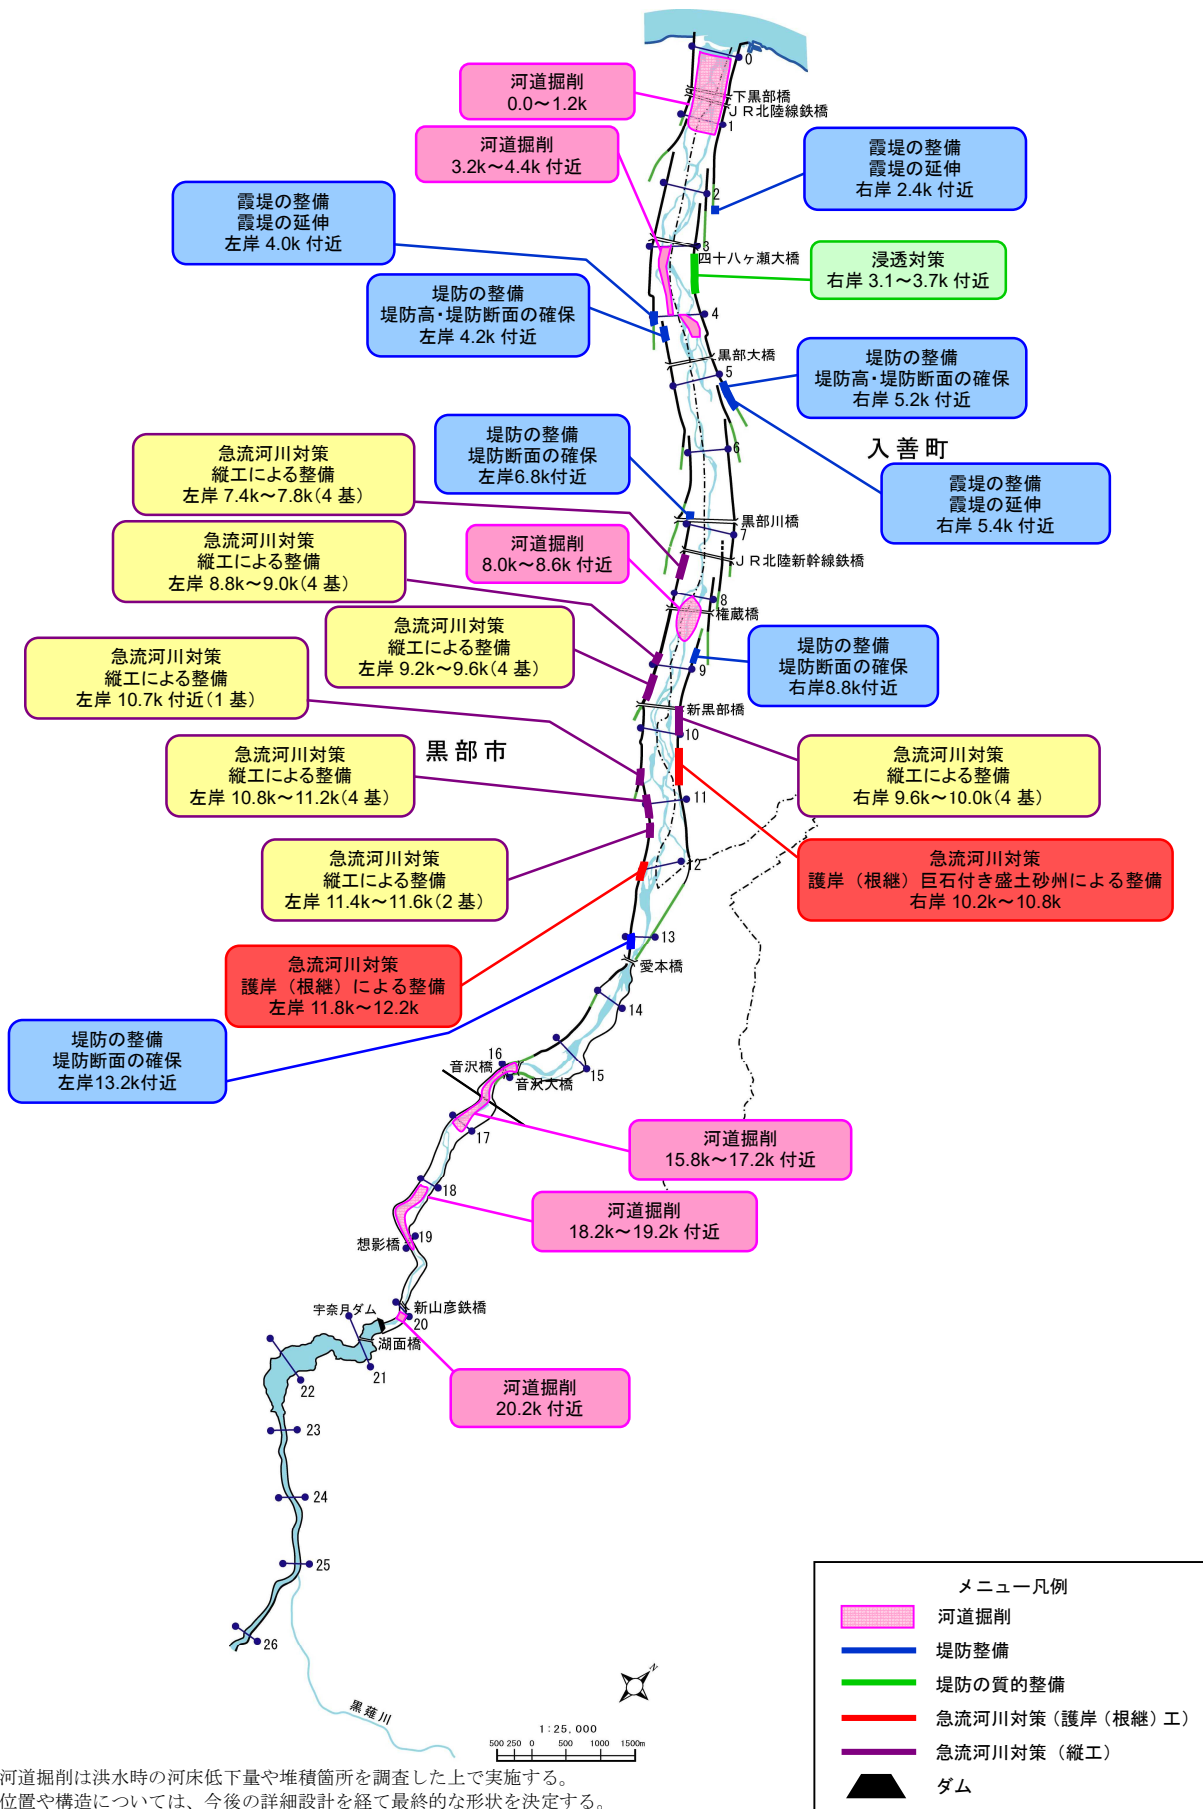 0
河道掘削
0.0～1.2k
下黒部橋
ＪＲ北陸線鉄橋
1
河道掘削
3.2k～4.4k 付近
霞堤の整備
霞堤の延伸
右岸 2.4k 付近
2
霞堤の整備
霞堤の延伸
左岸 4.0k 付近
3
四十八ヶ瀬大橋
浸透対策
右岸 3.1～3.7k 付近
堤防の整備
堤防高・堤防断面の確保
左岸 4.2k 付近
4
黒部大橋
5
堤防の整備
堤防高・堤防断面の確保
右岸 5.2k 付近
堤防の整備
堤防断面の確保
左岸6.8k付近
6
入善町
急流河川対策
縦工による整備
左岸 7.4k～7.8k（4 基）
霞堤の整備
霞堤の延伸
右岸 5.4k 付近
黒部川橋
7
急流河川対策
縦工による整備
左岸 8.8k～9.0k（4 基）
河道掘削
8.0k～8.6k 付近
ＪＲ北陸新幹線鉄橋
8
権蔵橋
急流河川対策
縦工による整備
左岸 9.2k～9.6k（4 基）
堤防の整備
堤防断面の確保
右岸8.8k付近
急流河川対策
縦工による整備
左岸 10.7k 付近（1 基）
9
新黒部橋
10
黒部市
急流河川対策
縦工による整備
左岸 10.8k～11.2k（4 基）
急流河川対策
縦工による整備
右岸 9.6k～10.0k（4 基）
11
急流河川対策
縦工による整備
左岸 11.4k～11.6k（2 基）
12
急流河川対策
護岸（根継）巨石付き盛土砂州による整備
右岸 10.2k～10.8k
13
愛本橋
急流河川対策
護岸（根継）による整備
左岸 11.8k～12.2k
14
堤防の整備
堤防断面の確保
左岸13.2k付近
16
音沢橋
音沢大橋
15
17
河道掘削
15.8k～17.2k 付近
18
河道掘削
18.2k～19.2k 付近
19
想影橋
宇奈月ダム
新山彦鉄橋
20
湖面橋
21
22
河道掘削
20.2k 付近
23
24
25
26
黒薙川
N
1:25,000
500 250 0 500 1000 1500m
メニュー凡例
河道掘削
堤防整備
堤防の質的整備
急流河川対策（護岸（根継）工）
急流河川対策（縦工）
ダム
河道掘削は洪水時の河床低下量や堆積箇所を調査した上で実施する。
位置や構造については、今後の詳細設計を経て最終的な形状を決定する。